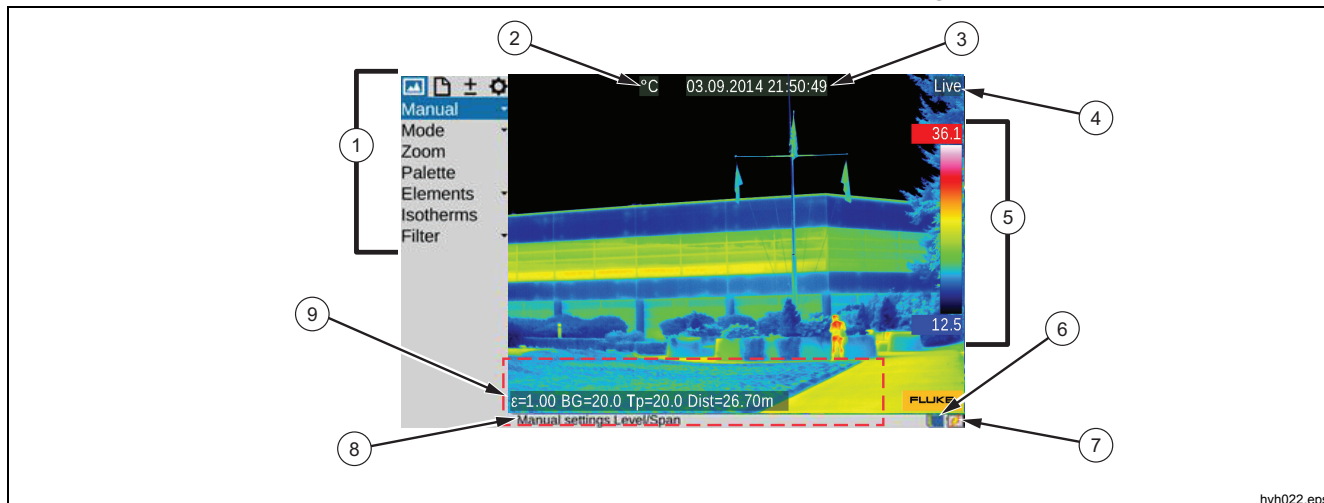 2
3
°C
03.09.2014 21:50:49
Live
4
1
Manual
Mode
Zoom
Palette
Elements
Isotherms
Filter
36.1
5
12.5
9
6
ε=1.00 BG=20.0 Tp=20.0 Dist=26.70m
FLUKE
Manual settings Level/Span
8
7
hyh022.eps